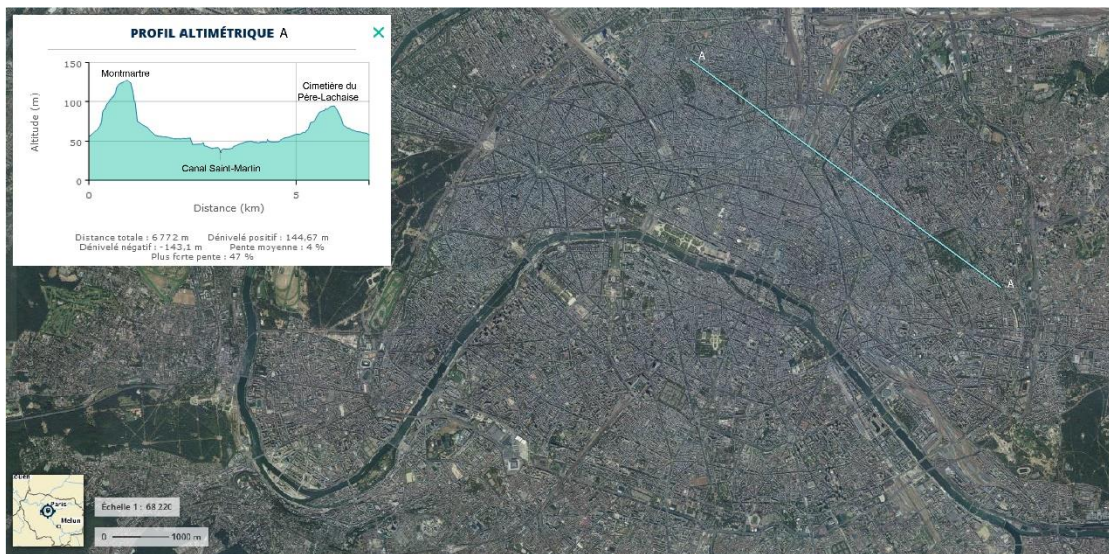 PROFIL ALTIMÉTRIQUE A
150
100
50
0
Altitude (m)
Montmartre
Cimetière du
Père-Lachaise
Canal Saint-Martin
0
5
Distance (km)
Distance totale : 6 772 m Dénivelé positif : 144,67 m
Dénivelé négatif : -143,1 m Pente moyenne : 4 %
Plus forte pente : 47 %
A
A
Paris
Melun
Échelle 1 : 68 220
0 1000 m